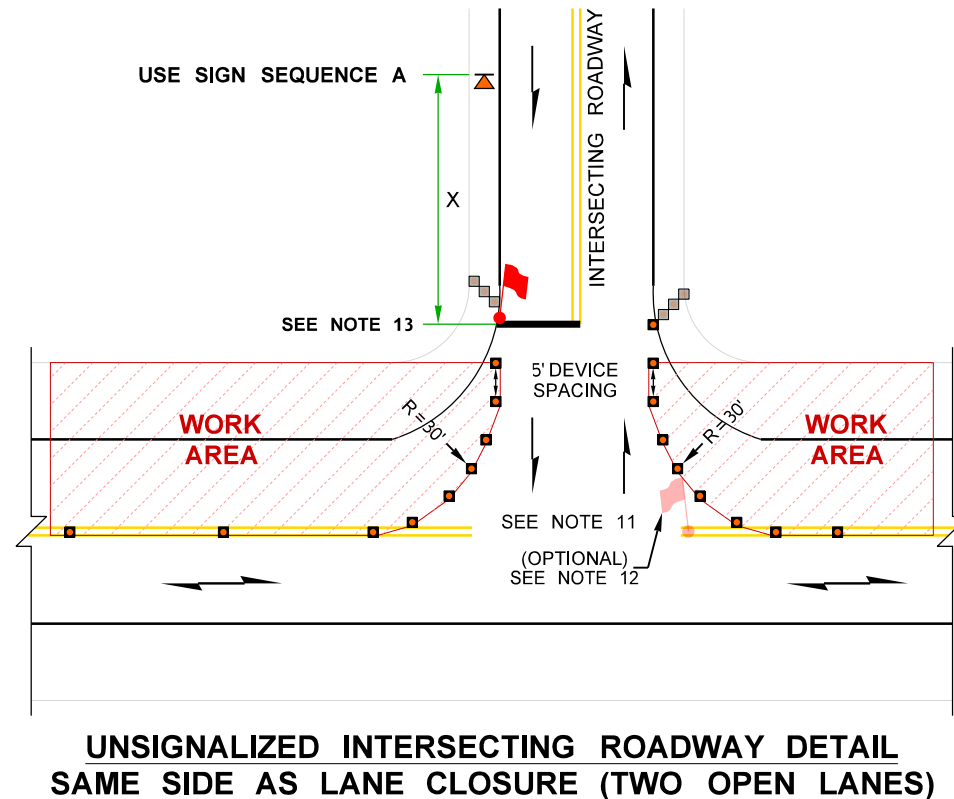 USE SIGN SEQUENCE A
INTERSECTING ROADWAY
X
SEE NOTE 13
5' DEVICE
SPACING
WORK
AREA
R=30'
R=30'
WORK
AREA
SEE NOTE 11
(OPTIONAL)
SEE NOTE 12
UNSIGNALIZED INTERSECTING ROADWAY DETAIL
SAME SIDE AS LANE CLOSURE (TWO OPEN LANES)